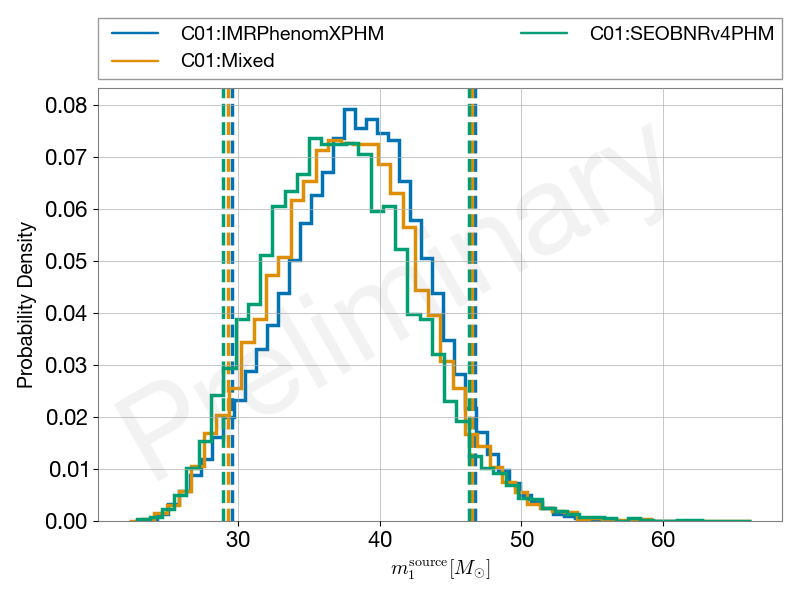 C01:IMRPhenomXPHM
C01:Mixed
C01:SEOBNRv4PHM
Preliminary
Probability Density
0.08
0.07
0.06
0.05
0.04
0.03
0.02
0.01
0.00
30 40 50 60
m₁^source [M☉]